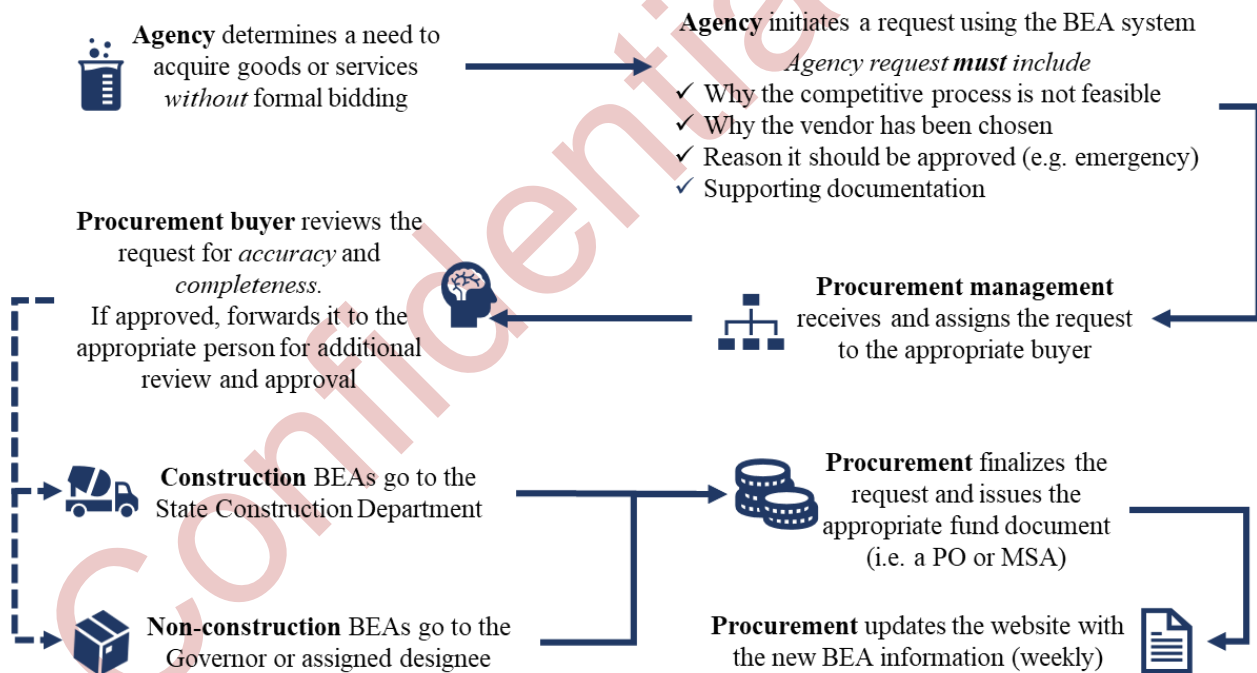 Agency determines a need to
acquire goods or services
without formal bidding
Agency initiates a request using the BEA system
Agency request must include
✓ Why the competitive process is not feasible
✓ Why the vendor has been chosen
✓ Reason it should be approved (e.g. emergency)
✓ Supporting documentation
Procurement management
receives and assigns the request
to the appropriate buyer
Procurement buyer reviews the
request for accuracy and
completeness.
If approved, forwards it to the
appropriate person for additional
review and approval
Construction BEAs go to the
State Construction Department
Non-construction BEAs go to the
Governor or assigned designee
Procurement finalizes the
request and issues the
appropriate fund document
(i.e. a PO or MSA)
Procurement updates the website with
the new BEA information (weekly)
Confidential